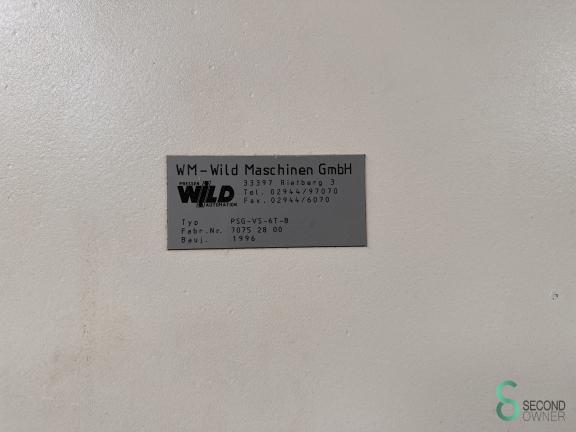 WM-Wild Maschinen GmbH
PRESSEN
WILD
AUTOMATION
33397 Rietberg 3
Tel. 02944/97070
Fax. 02944/6070
Typ PSG-VS-6T-B
Fabr.Nr. 7075 28 00
Bauj. 1996
SECOND
OWNER